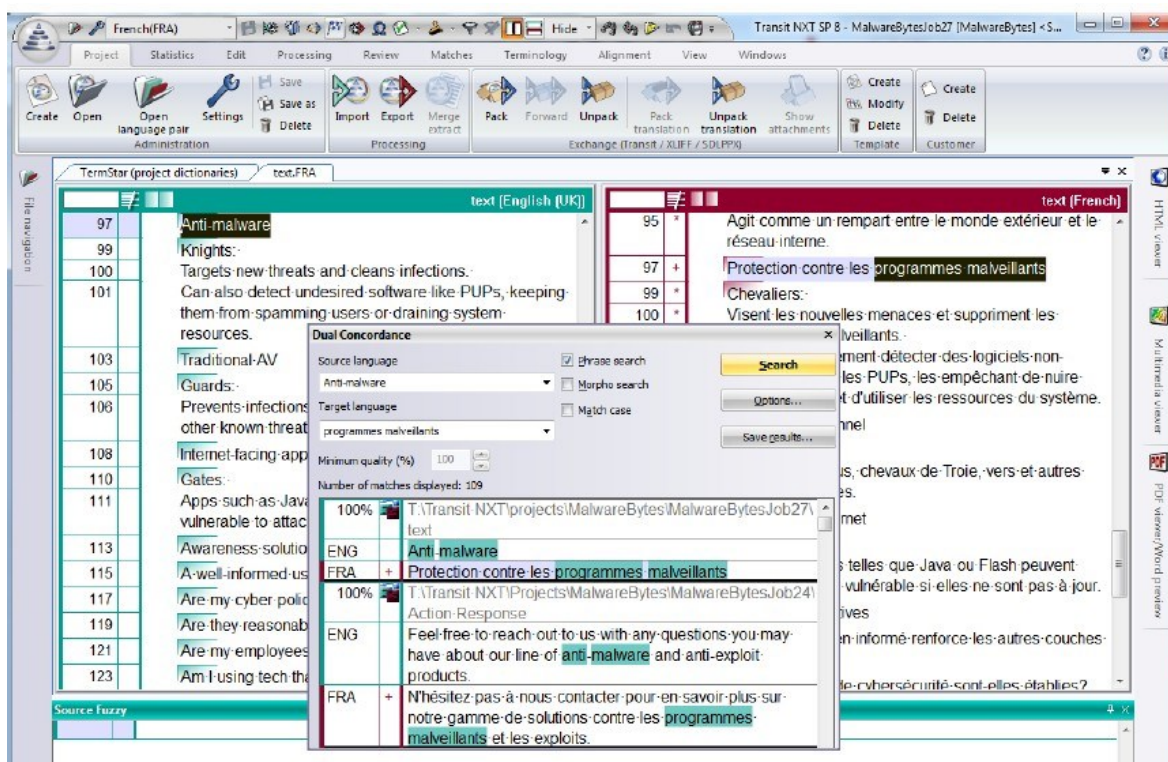 French(FRA)
Hide
Transit NXT SP 8 - MalwareBytesJob27 [MalwareBytes] < S...
Project Statistics Edit Processing Review Matches Terminology Alignment View Windows
Create Open Open language pair Settings Save Save as Delete
Import Export Merge extract
Pack Forward Unpack Pack translation Unpack translation Show attachments
Create Modify Delete
Create Delete
Administration Processing Exchange (Transit / XLIFF / SDLPPX) Template Customer
File navigation
TermStar (project dictionaries) text.FRA
text [English (UK)]
97 Anti-malware
99 Knights:
100 Targets new threats and cleans infections.
101 Can also detect undesired software like PUPs, keeping
them from spamming users or draining system
resources.
103 Traditional AV
105 Guards:
106 Prevents infections
other known threat
108 Internet-facing app
110 Gates:
111 Apps such as Java
vulnerable to attac
113 Awareness solutio
115 A well-informed us
117 Are my cyber polic
119 Are they reasonab
121 Are my employees
123 Am I using tech tha
text (French)
95 * Agit comme un rempart entre le monde extérieur et le
réseau interne.
97 + Protection contre les programmes malveillants
99 * Chevaliers:
100 * Visent les nouvelles menaces et suppriment les
lveillants.
ment détecter des logiciels non-
les PUPs, les empêchant de nuire
t d'utiliser les ressources du système.
nnel
us, chevaux de Troie, vers et autres
es.
rnet
s telles que Java ou Flash peuvent
vulnérable si elles ne sont pas à jour.
tives
en informé renforce les autres couches
de cybersécurité sont-elles établies?
Dual Concordance
Source language
Anti-malware
Target language
programmes malveillants
Phrase search
Morpho search
Match case
Search
Options...
Save results...
Minimum quality (%) 100
Number of matches displayed: 109
100% T:\Transit NXT\projects\MalwareBytes\MalwareBytesJob27\
text
ENG Anti-malware
FRA + Protection contre les programmes malveillants
100% T:\Transit NXT\Projects\MalwareBytes\MalwareBytesJob24\
Action Response
ENG Feel free to reach out to us with any questions you may
have about our line of anti-malware and anti-exploit
products.
FRA + N'hésitez pas à nous contacter pour en savoir plus sur
notre gamme de solutions contre les programmes
malveillants et les exploits.
Source Fuzzy
HTML viewer
Multimedia viewer
PDF
PDF viewer/Word preview